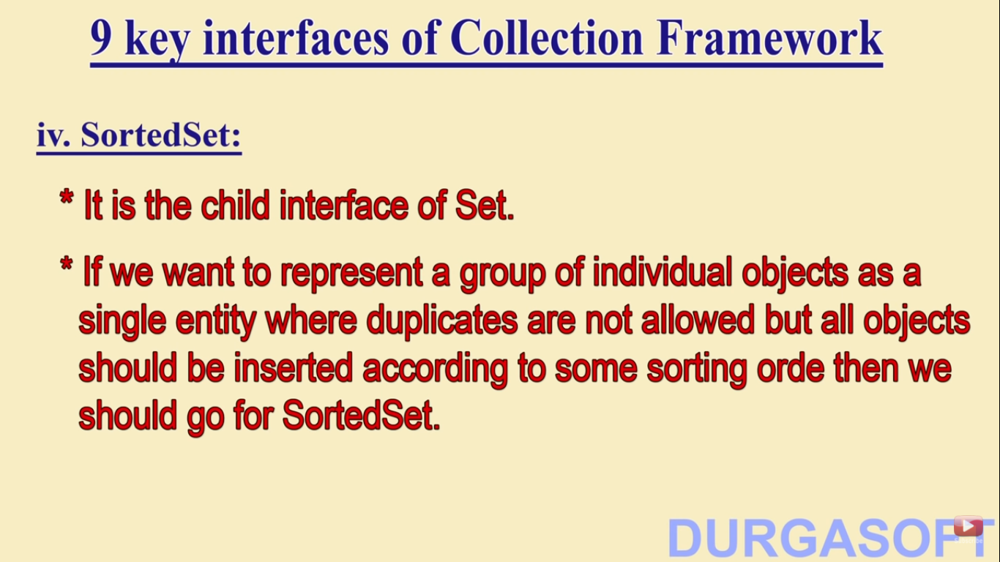 9 key interfaces of Collection Framework
iv. SortedSet:
* It is the child interface of Set.
* If we want to represent a group of individual objects as a
single entity where duplicates are not allowed but all objects
should be inserted according to some sorting orde then we
should go for SortedSet.
DURGASOFT